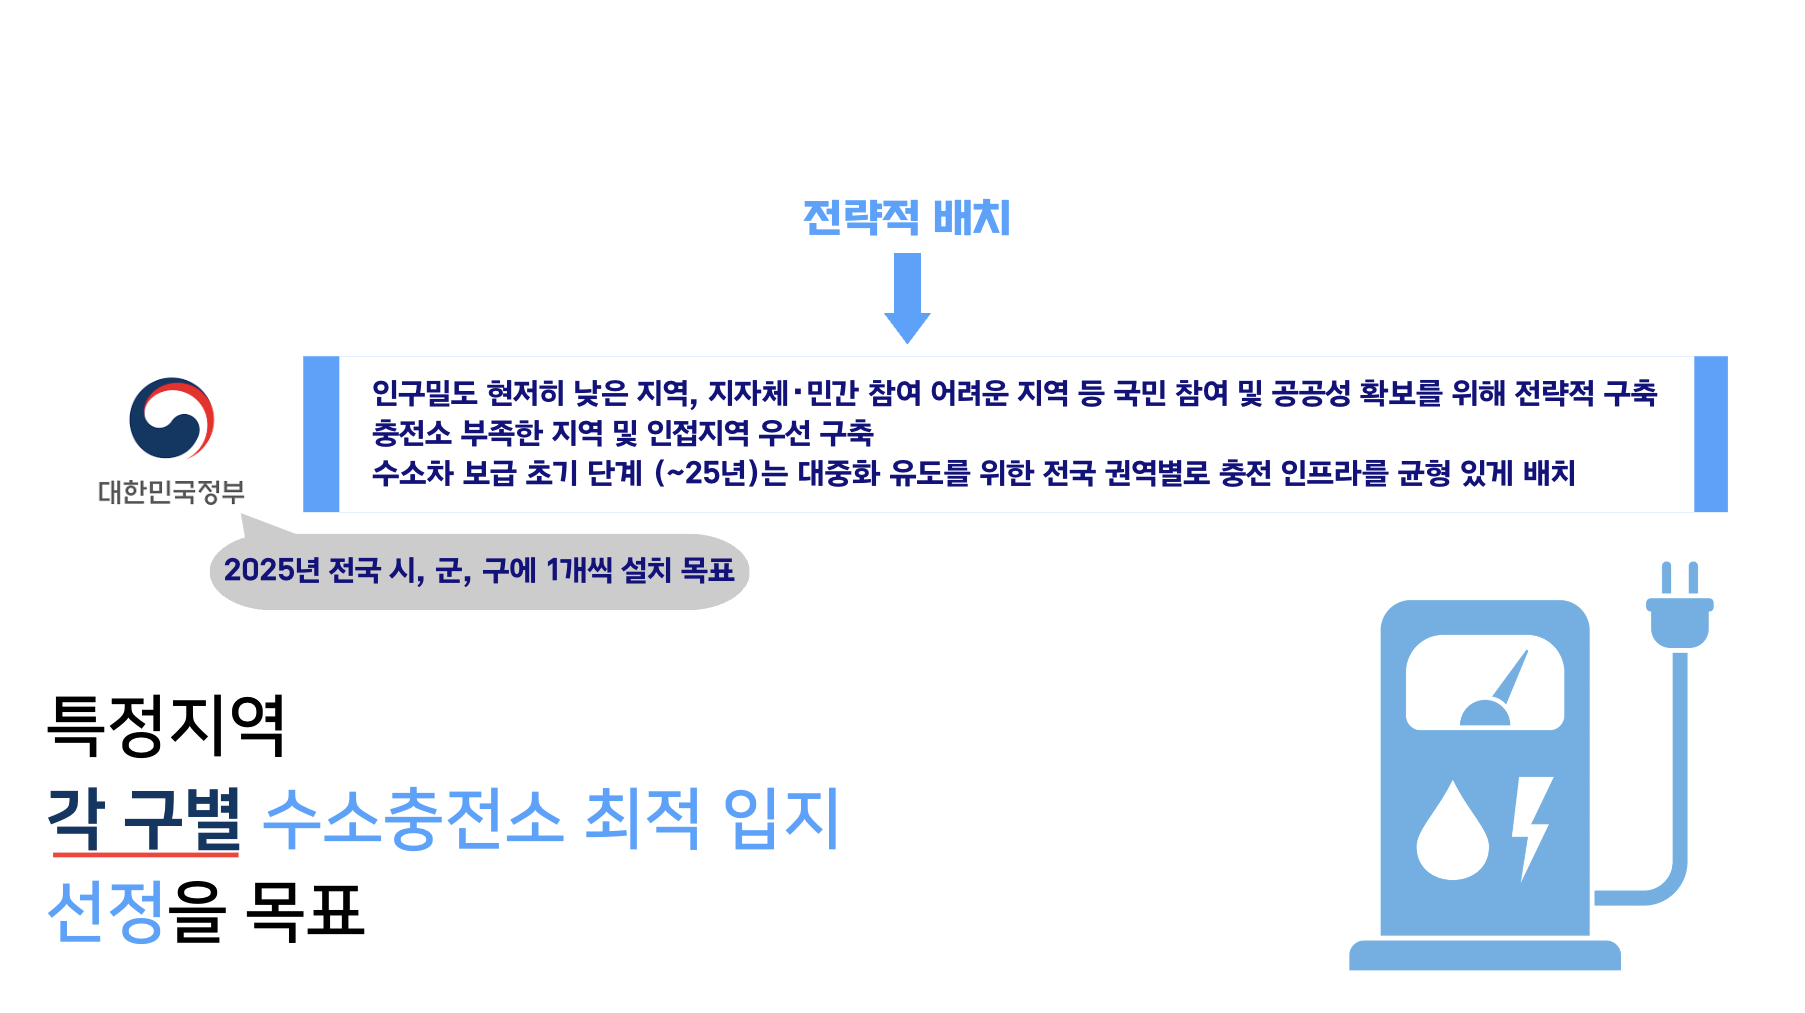 전략적 배치
인구밀도 현저히 낮은 지역, 지자체·민간 참여 어려운 지역 등 국민 참여 및 공공성 확보를 위해 전략적 구축
충전소 부족한 지역 및 인접지역 우선 구축
수소차 보급 초기 단계 (~25년)는 대중화 유도를 위한 전국 권역별로 충전 인프라를 균형 있게 배치
대한민국정부
2025년 전국 시, 군, 구에 1개씩 설치 목표
특정지역
각 구별 수소충전소 최적 입지
선정을 목표